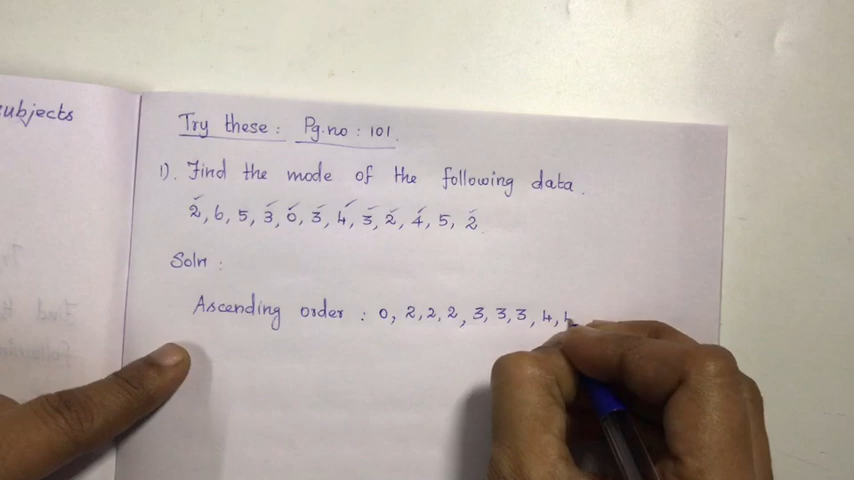 subjects
Try these: Pg.no: 101.
1). Find the mode of the following data.
2, 6, 5, 3, 0, 3, 4, 3, 2, 4, 5, 2.
Soln:
Ascending order: 0, 2, 2, 2, 3, 3, 3, 4, 4